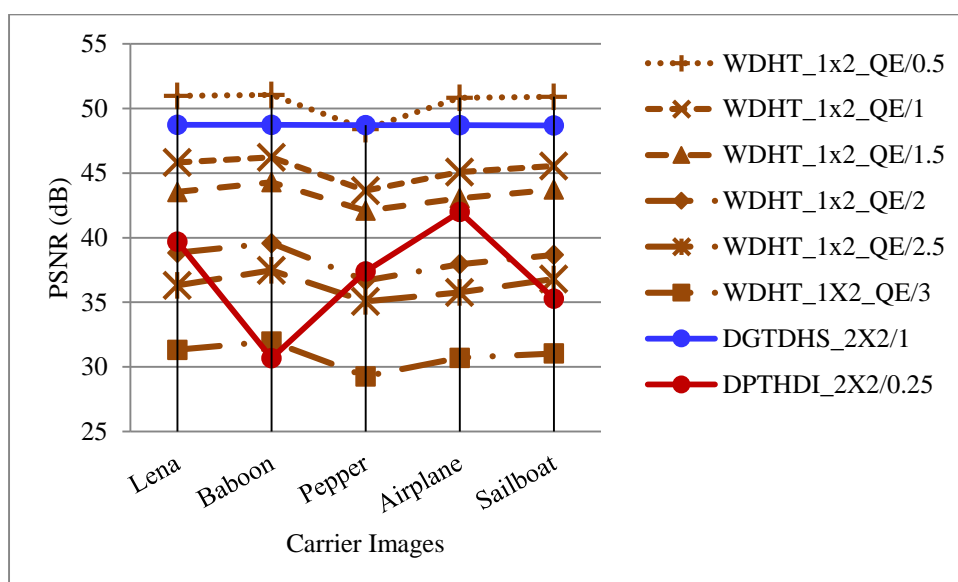 55
50
45
40
35
30
25
PSNR (dB)
Lena
Baboon
Pepper
Airplane
Sailboat
Carrier Images
WDHT_1x2_QE/0.5
WDHT_1x2_QE/1
WDHT_1x2_QE/1.5
WDHT_1x2_QE/2
WDHT_1x2_QE/2.5
WDHT_1X2_QE/3
DGTDHS_2X2/1
DPTHDI_2X2/0.25